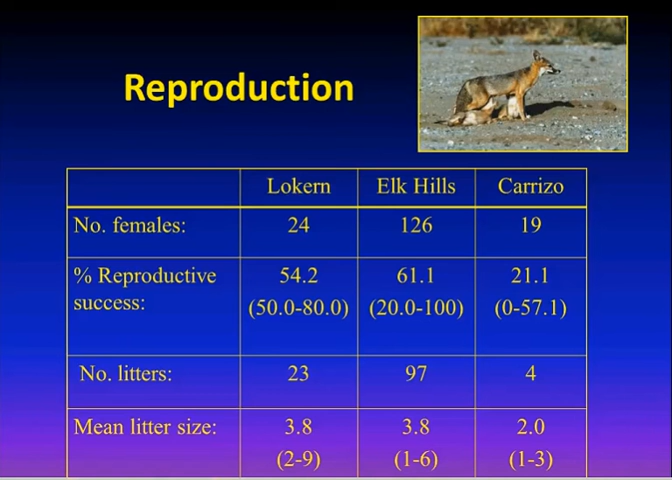 Reproduction
Lokern Elk Hills Carrizo
No. females: 24 126 19
% Reproductive success: 54.2 61.1 21.1
(50.0-80.0) (20.0-100) (0-57.1)
No. litters: 23 97 4
Mean litter size: 3.8 3.8 2.0
(2-9) (1-6) (1-3)